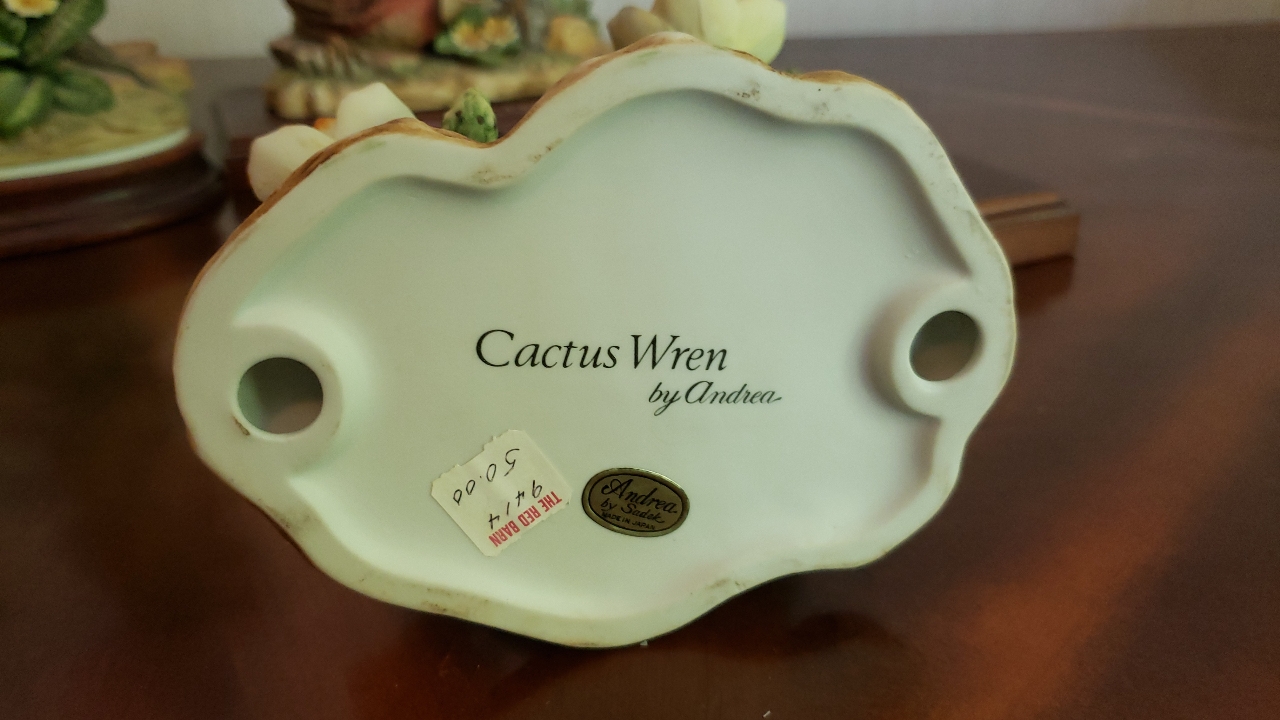 Cactus Wren
by Andrea
THE RED BARN
9414
50.00
Andrea
by Sadek
MADE IN JAPAN